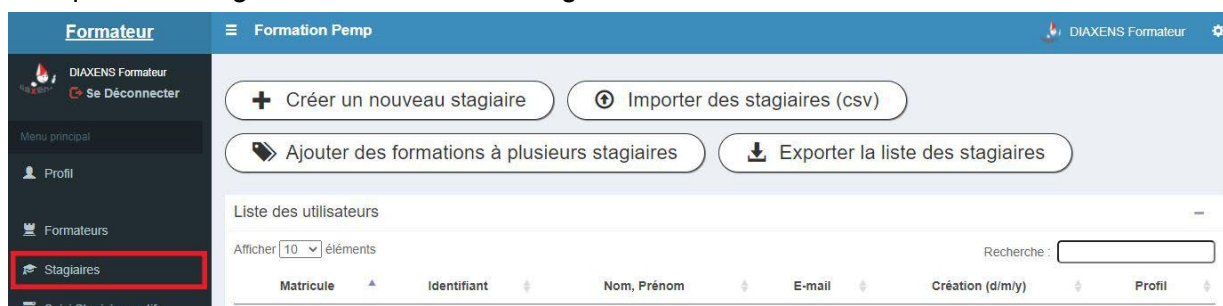 Formateur
Formation Pemp
DIAXENS Formateur
DIAXENS Formateur
Se Déconnecter
Créer un nouveau stagiaire
Importer des stagiaires (csv)
Menu principal
Ajouter des formations à plusieurs stagiaires
Exporter la liste des stagiaires
Profil
Liste des utilisateurs
Formateurs
Afficher 10 éléments
Recherche :
Stagiaires
Matricule
Identifiant
Nom, Prénom
E-mail
Création (d/m/y)
Profil